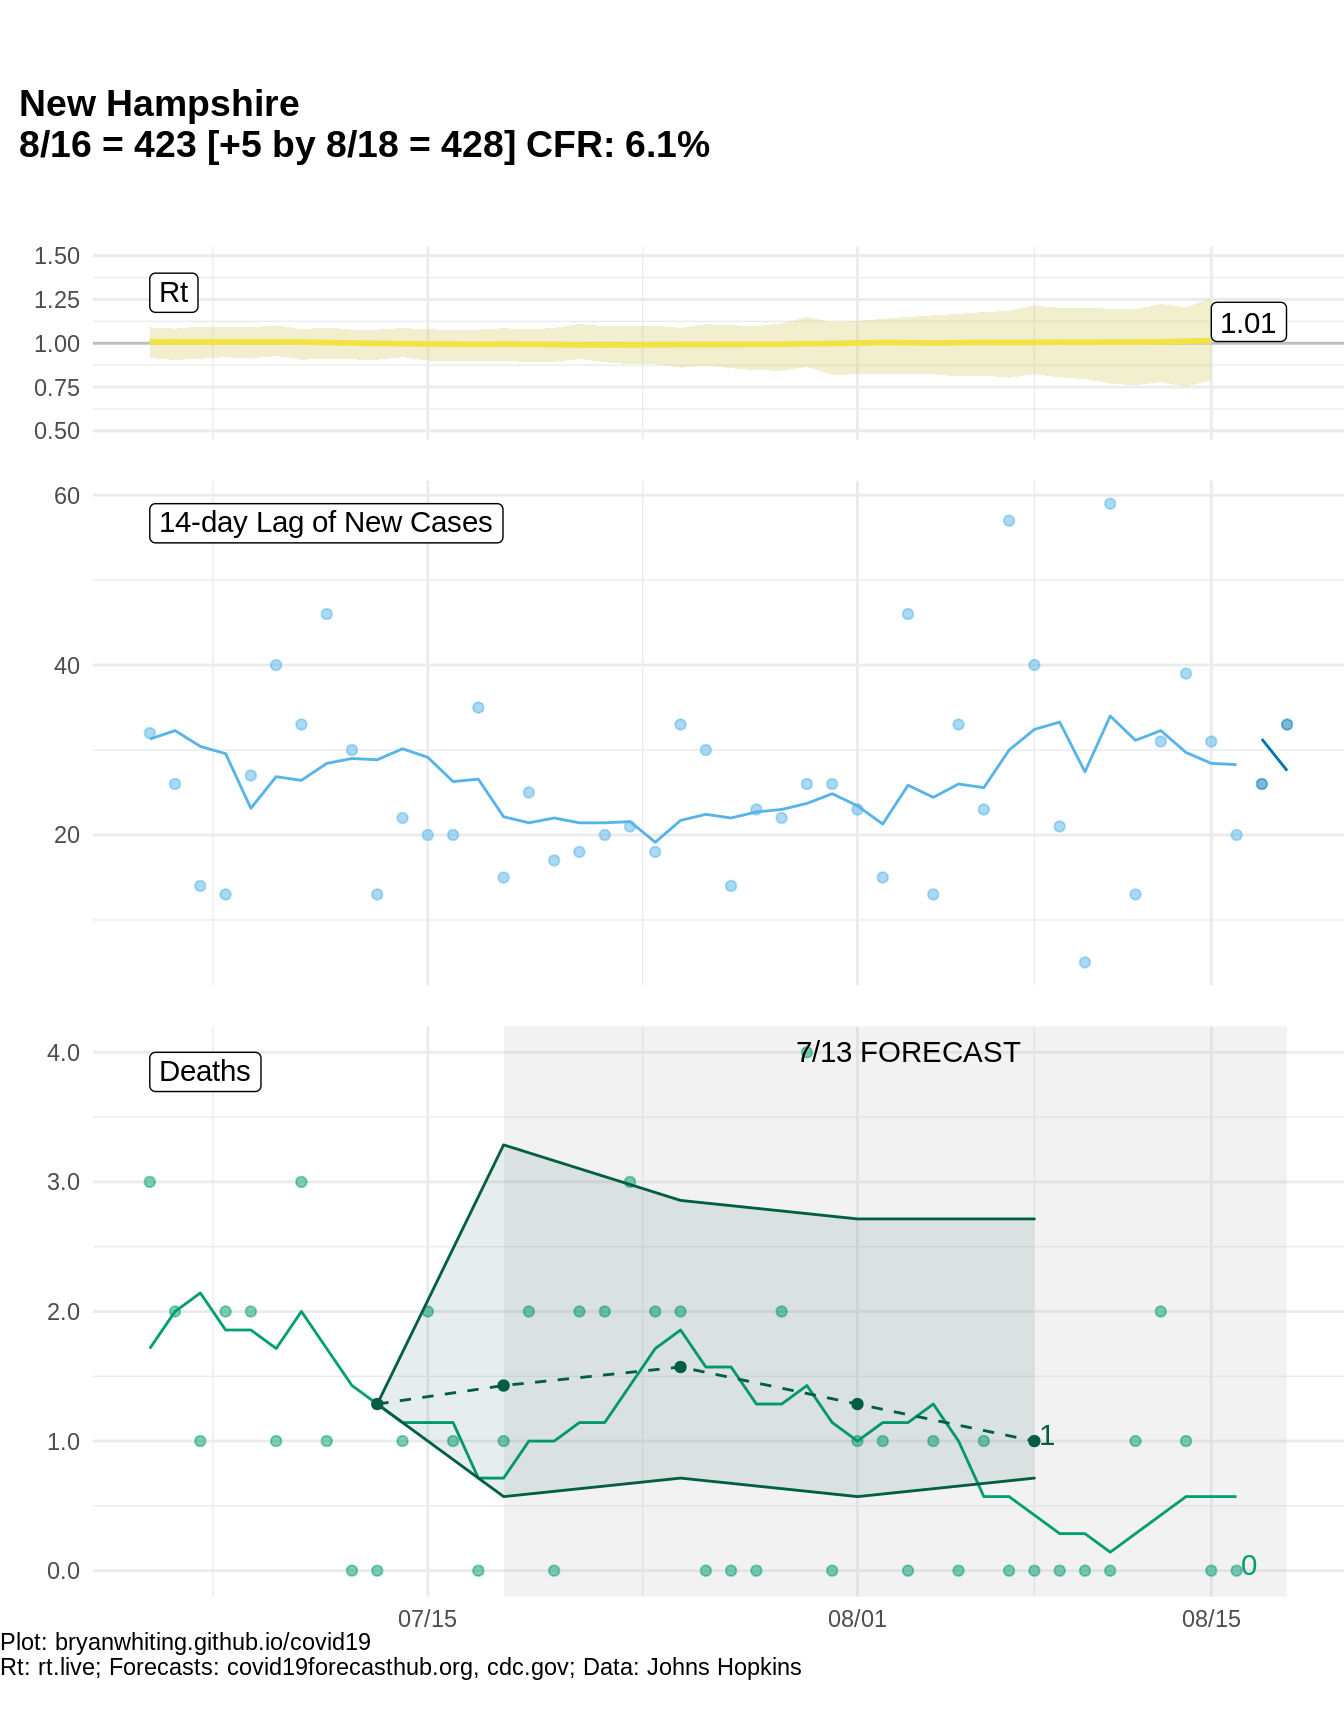 New Hampshire
8/16 = 423 [+5 by 8/18 = 428] CFR: 6.1%
1.50
1.25
1.00
0.75
0.50
Rt
1.01
60
40
20
14-day Lag of New Cases
4.0
3.0
2.0
1.0
0.0
Deaths
7/13 FORECAST
1
0
07/15
08/01
08/15
Plot: bryanwhiting.github.io/covid19
Rt: rt.live; Forecasts: covid19forecasthub.org, cdc.gov; Data: Johns Hopkins